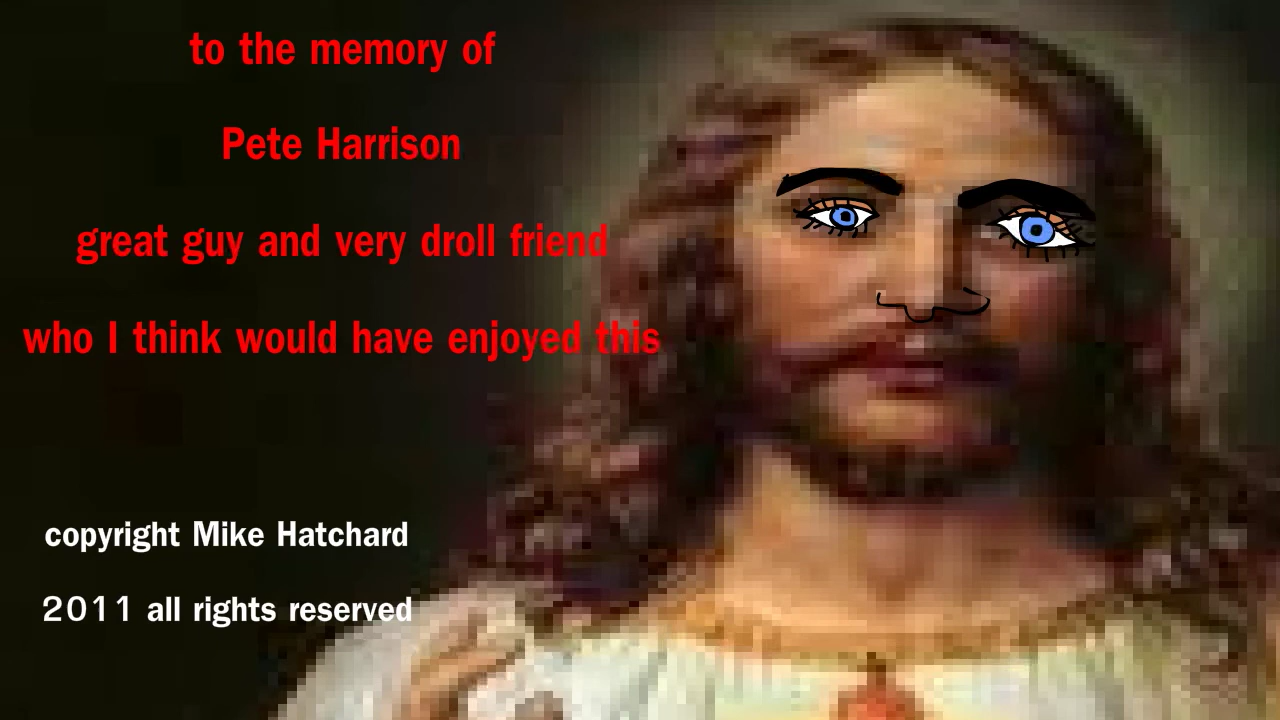 to the memory of
Pete Harrison
great guy and very droll friend
who I think would have enjoyed this
copyright Mike Hatchard
2011 all rights reserved